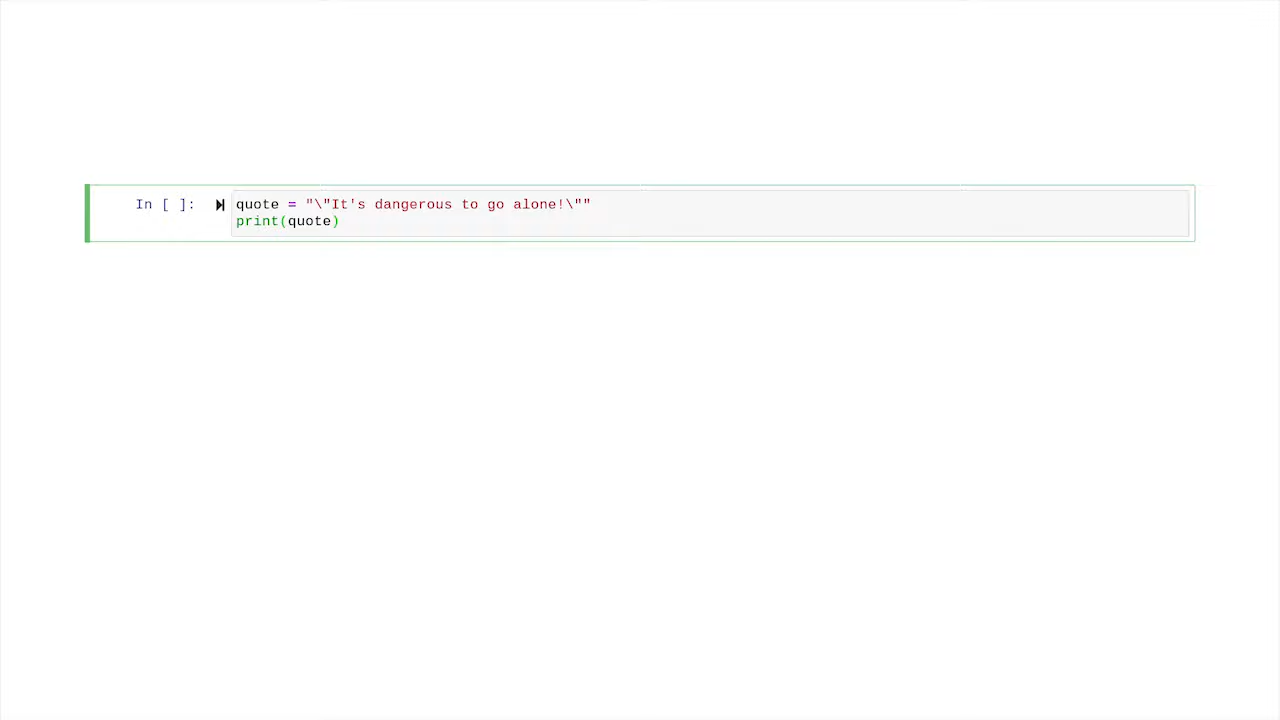 In [ ]: quote = "\"It's dangerous to go alone!\""
print(quote)